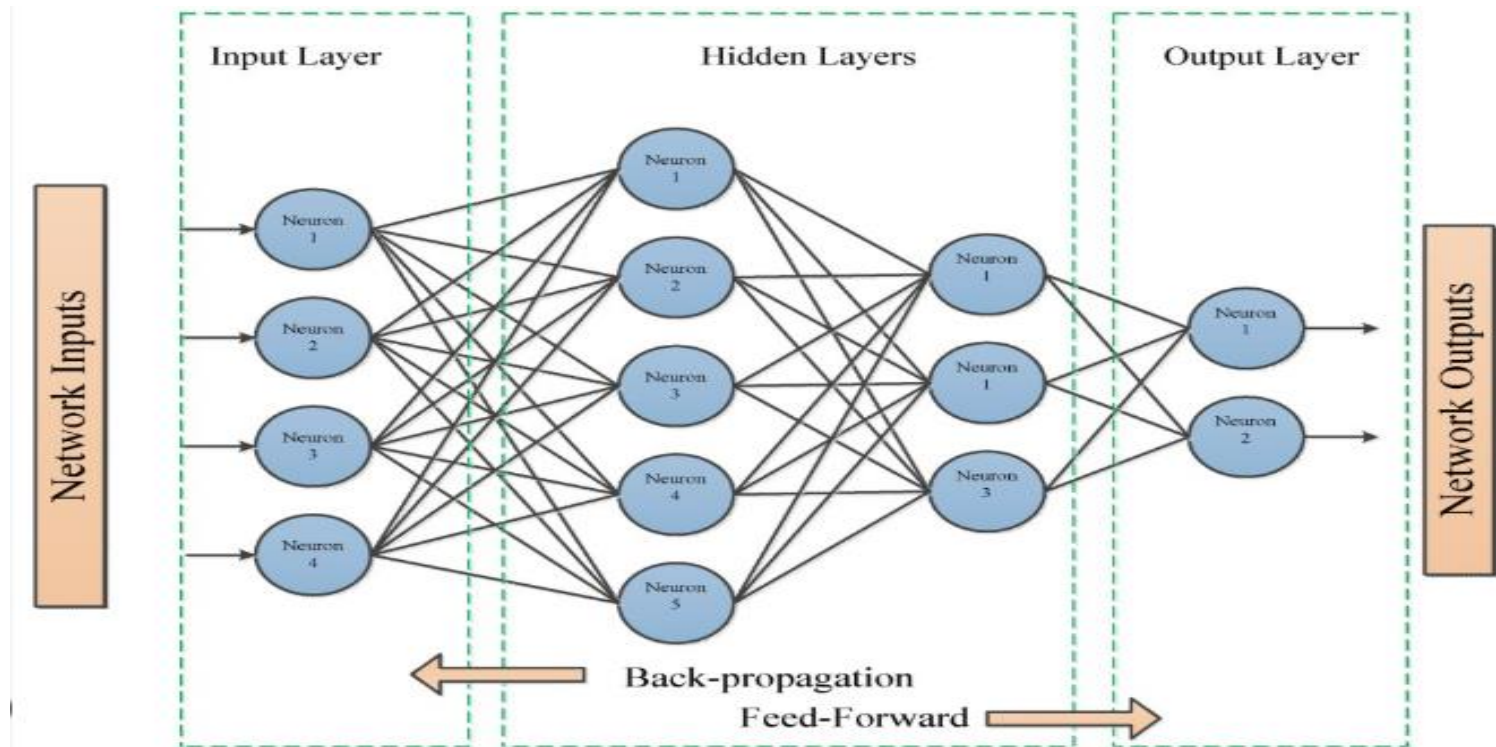 Input Layer
Hidden Layers
Output Layer
Network Inputs
Neuron
1
Neuron
2
Neuron
3
Neuron
4
Neuron
1
Neuron
2
Neuron
3
Neuron
4
Neuron
5
Neuron
1
Neuron
1
Neuron
3
Neuron
1
Neuron
2
Network Outputs
Back-propagation
Feed-Forward